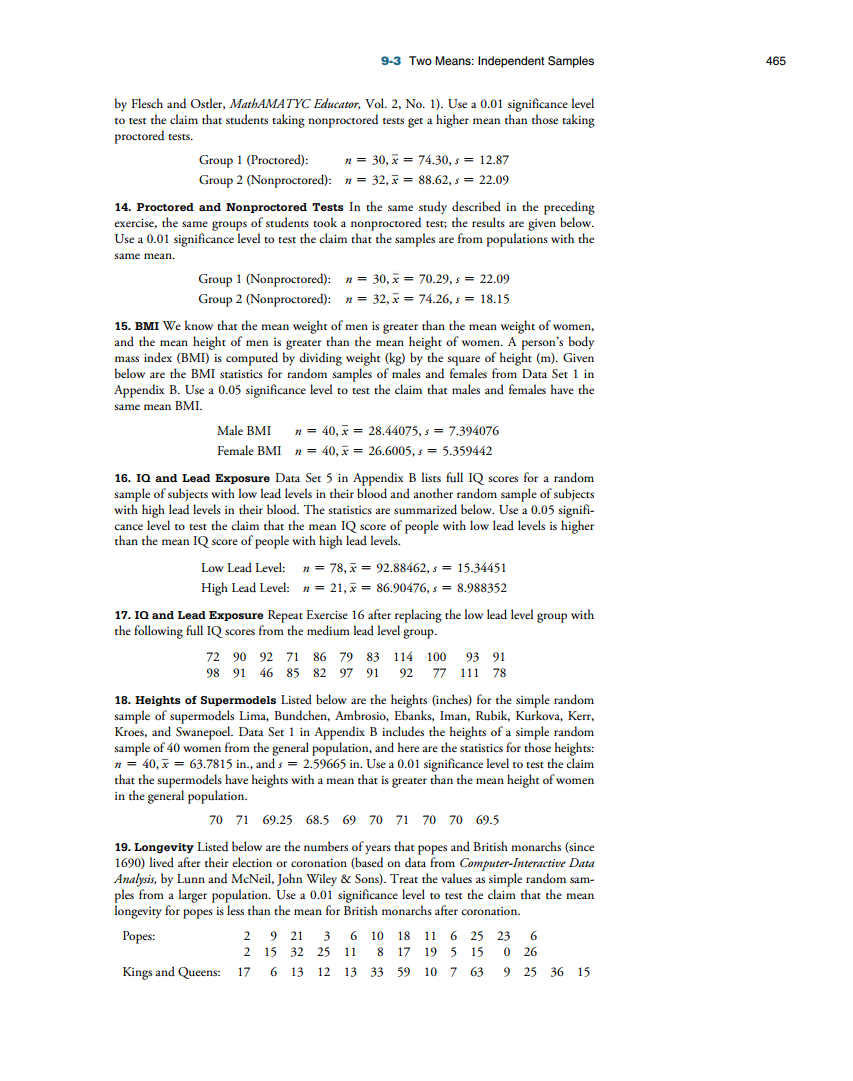 9-3 Two Means: Independent Samples 465
by Flesch and Ostler, MathAMATYC Educator, Vol. 2, No. 1). Use a 0.01 significance level
to test the claim that students taking nonproctored tests get a higher mean than those taking
proctored tests.
Group 1 (Proctored): n = 30, x̄ = 74.30, s = 12.87
Group 2 (Nonproctored): n = 32, x̄ = 88.62, s = 22.09
14. Proctored and Nonproctored Tests In the same study described in the preceding
exercise, the same groups of students took a nonproctored test; the results are given below.
Use a 0.01 significance level to test the claim that the samples are from populations with the
same mean.
Group 1 (Nonproctored): n = 30, x̄ = 70.29, s = 22.09
Group 2 (Nonproctored): n = 32, x̄ = 74.26, s = 18.15
15. BMI We know that the mean weight of men is greater than the mean weight of women,
and the mean height of men is greater than the mean height of women. A person's body
mass index (BMI) is computed by dividing weight (kg) by the square of height (m). Given
below are the BMI statistics for random samples of males and females from Data Set 1 in
Appendix B. Use a 0.05 significance level to test the claim that males and females have the
same mean BMI.
Male BMI n = 40, x̄ = 28.44075, s = 7.394076
Female BMI n = 40, x̄ = 26.6005, s = 5.359442
16. IQ and Lead Exposure Data Set 5 in Appendix B lists full IQ scores for a random
sample of subjects with low lead levels in their blood and another random sample of subjects
with high lead levels in their blood. The statistics are summarized below. Use a 0.05 signifi-
cance level to test the claim that the mean IQ score of people with low lead levels is higher
than the mean IQ score of people with high lead levels.
Low Lead Level: n = 78, x̄ = 92.88462, s = 15.34451
High Lead Level: n = 21, x̄ = 86.90476, s = 8.988352
17. IQ and Lead Exposure Repeat Exercise 16 after replacing the low lead level group with
the following full IQ scores from the medium lead level group.
72 90 92 71 86 79 83 114 100 93 91
98 91 46 85 82 97 91 92 77 111 78
18. Heights of Supermodels Listed below are the heights (inches) for the simple random
sample of supermodels Lima, Bundchen, Ambrosio, Ebanks, Iman, Rubik, Kurkova, Kerr,
Kroes, and Swanepoel. Data Set 1 in Appendix B includes the heights of a simple random
sample of 40 women from the general population, and here are the statistics for those heights:
n = 40, x̄ = 63.7815 in., and s = 2.59665 in. Use a 0.01 significance level to test the claim
that the supermodels have heights with a mean that is greater than the mean height of women
in the general population.
70 71 69.25 68.5 69 70 71 70 70 69.5
19. Longevity Listed below are the numbers of years that popes and British monarchs (since
1690) lived after their election or coronation (based on data from Computer-Interactive Data
Analysis, by Lunn and McNeil, John Wiley & Sons). Treat the values as simple random sam-
ples from a larger population. Use a 0.01 significance level to test the claim that the mean
longevity for popes is less than the mean for British monarchs after coronation.
Popes: 2 9 21 3 6 10 18 11 6 25 23 6
2 15 32 25 11 8 17 19 5 15 0 26
Kings and Queens: 17 6 13 12 13 33 59 10 7 63 9 25 36 15